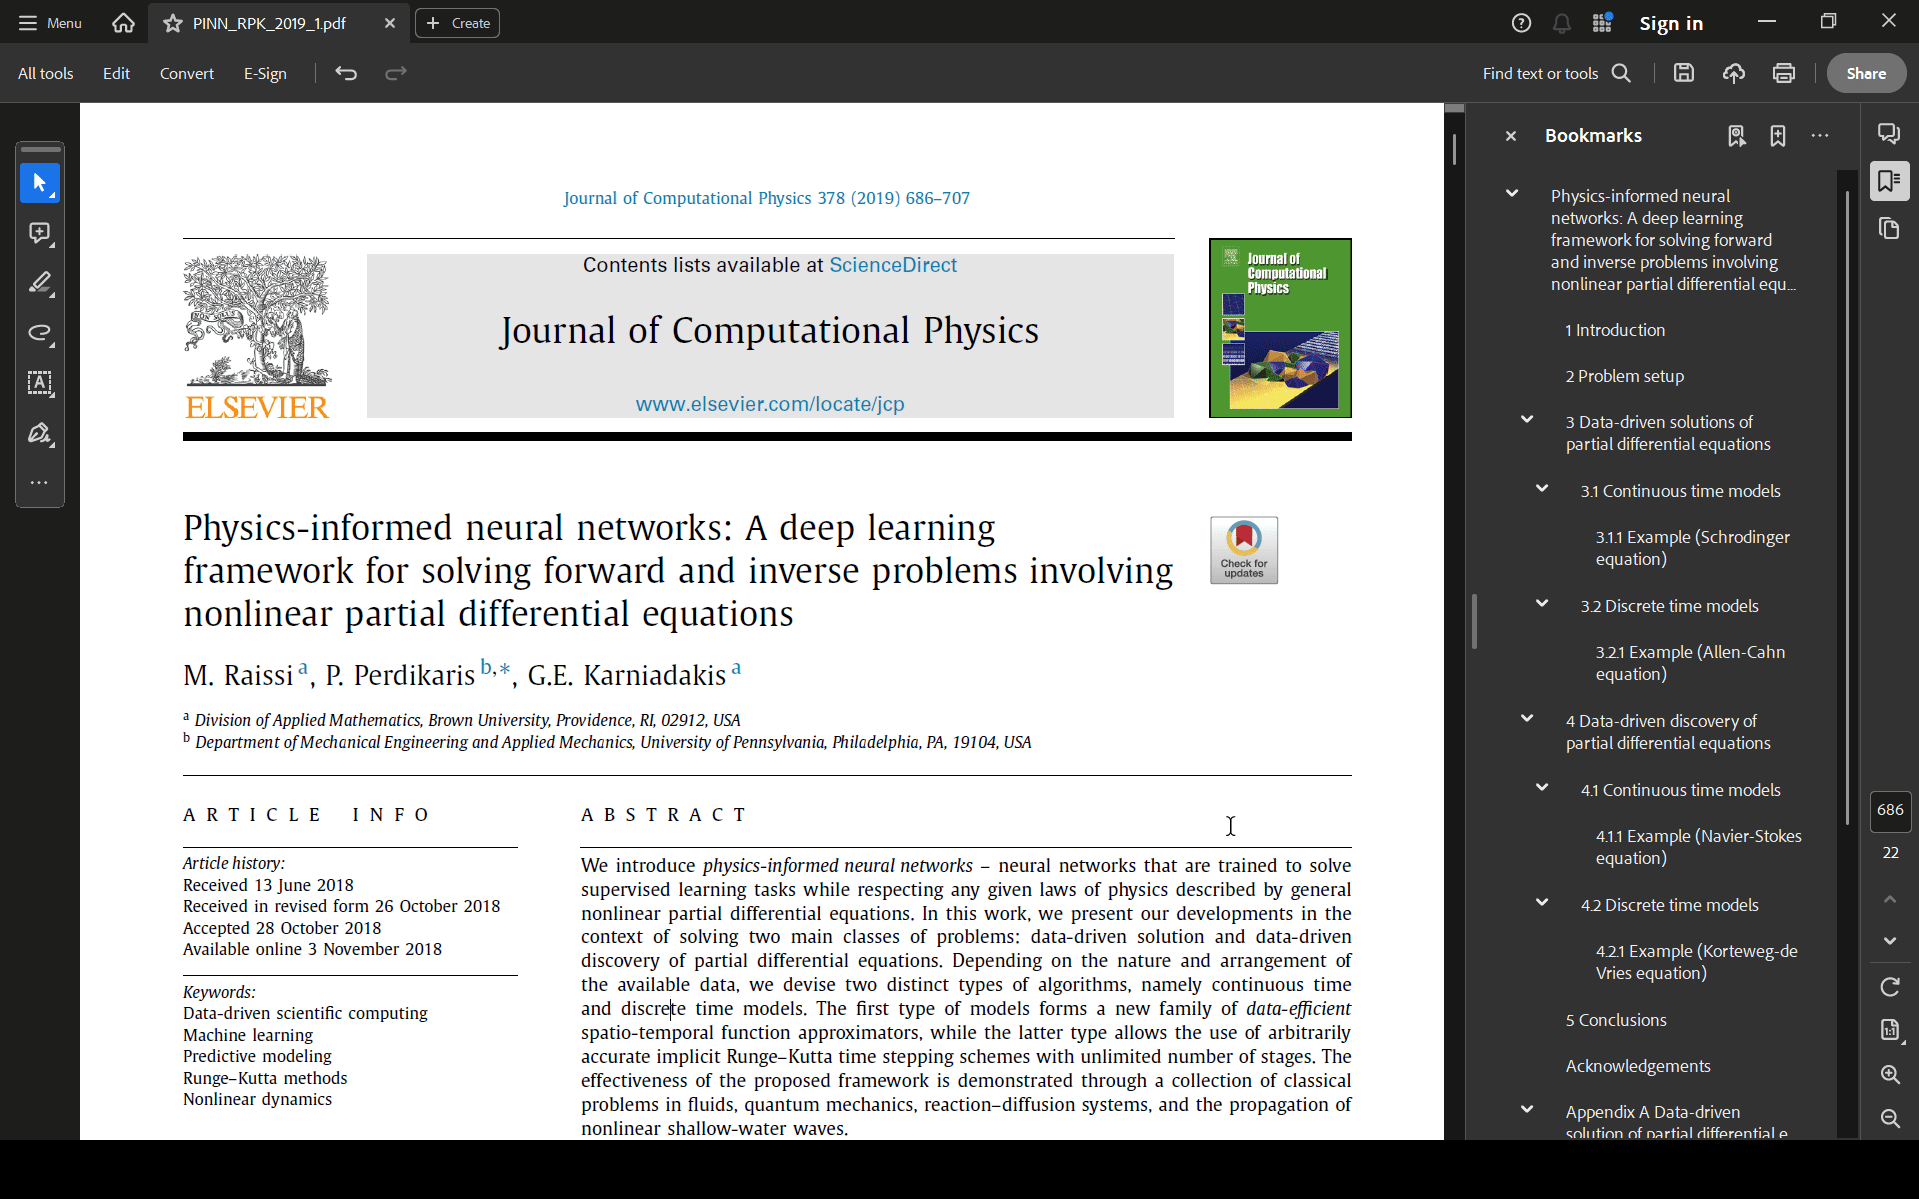 Menu
PINN_RPK_2019_1.pdf
Create
Sign in
All tools
Edit
Convert
E-Sign
Find text or tools
Share
Journal of Computational Physics 378 (2019) 686–707
Contents lists available at ScienceDirect
Journal of Computational Physics
www.elsevier.com/locate/jcp
ELSEVIER
Journal of
Computational
Physics
Physics-informed neural networks: A deep learning
framework for solving forward and inverse problems involving
nonlinear partial differential equations
Check for
updates
M. Raissi a, P. Perdikaris b,∗, G.E. Karniadakis a
a Division of Applied Mathematics, Brown University, Providence, RI, 02912, USA
b Department of Mechanical Engineering and Applied Mechanics, University of Pennsylvania, Philadelphia, PA, 19104, USA
ARTICLE INFO
Article history:
Received 13 June 2018
Received in revised form 26 October 2018
Accepted 28 October 2018
Available online 3 November 2018
Keywords:
Data-driven scientific computing
Machine learning
Predictive modeling
Runge–Kutta methods
Nonlinear dynamics
ABSTRACT
We introduce physics-informed neural networks – neural networks that are trained to solve
supervised learning tasks while respecting any given laws of physics described by general
nonlinear partial differential equations. In this work, we present our developments in the
context of solving two main classes of problems: data-driven solution and data-driven
discovery of partial differential equations. Depending on the nature and arrangement of
the available data, we devise two distinct types of algorithms, namely continuous time
and discrete time models. The first type of models forms a new family of data-efficient
spatio-temporal function approximators, while the latter type allows the use of arbitrarily
accurate implicit Runge–Kutta time stepping schemes with unlimited number of stages. The
effectiveness of the proposed framework is demonstrated through a collection of classical
problems in fluids, quantum mechanics, reaction–diffusion systems, and the propagation of
nonlinear shallow-water waves.
Bookmarks
Physics-informed neural
networks: A deep learning
framework for solving forward
and inverse problems involving
nonlinear partial differential equ...
1 Introduction
2 Problem setup
3 Data-driven solutions of
partial differential equations
3.1 Continuous time models
3.1.1 Example (Schrodinger
equation)
3.2 Discrete time models
3.2.1 Example (Allen-Cahn
equation)
4 Data-driven discovery of
partial differential equations
4.1 Continuous time models
4.1.1 Example (Navier-Stokes
equation)
4.2 Discrete time models
4.2.1 Example (Korteweg-de
Vries equation)
5 Conclusions
Acknowledgements
Appendix A Data-driven
solution of partial differential e
686
22